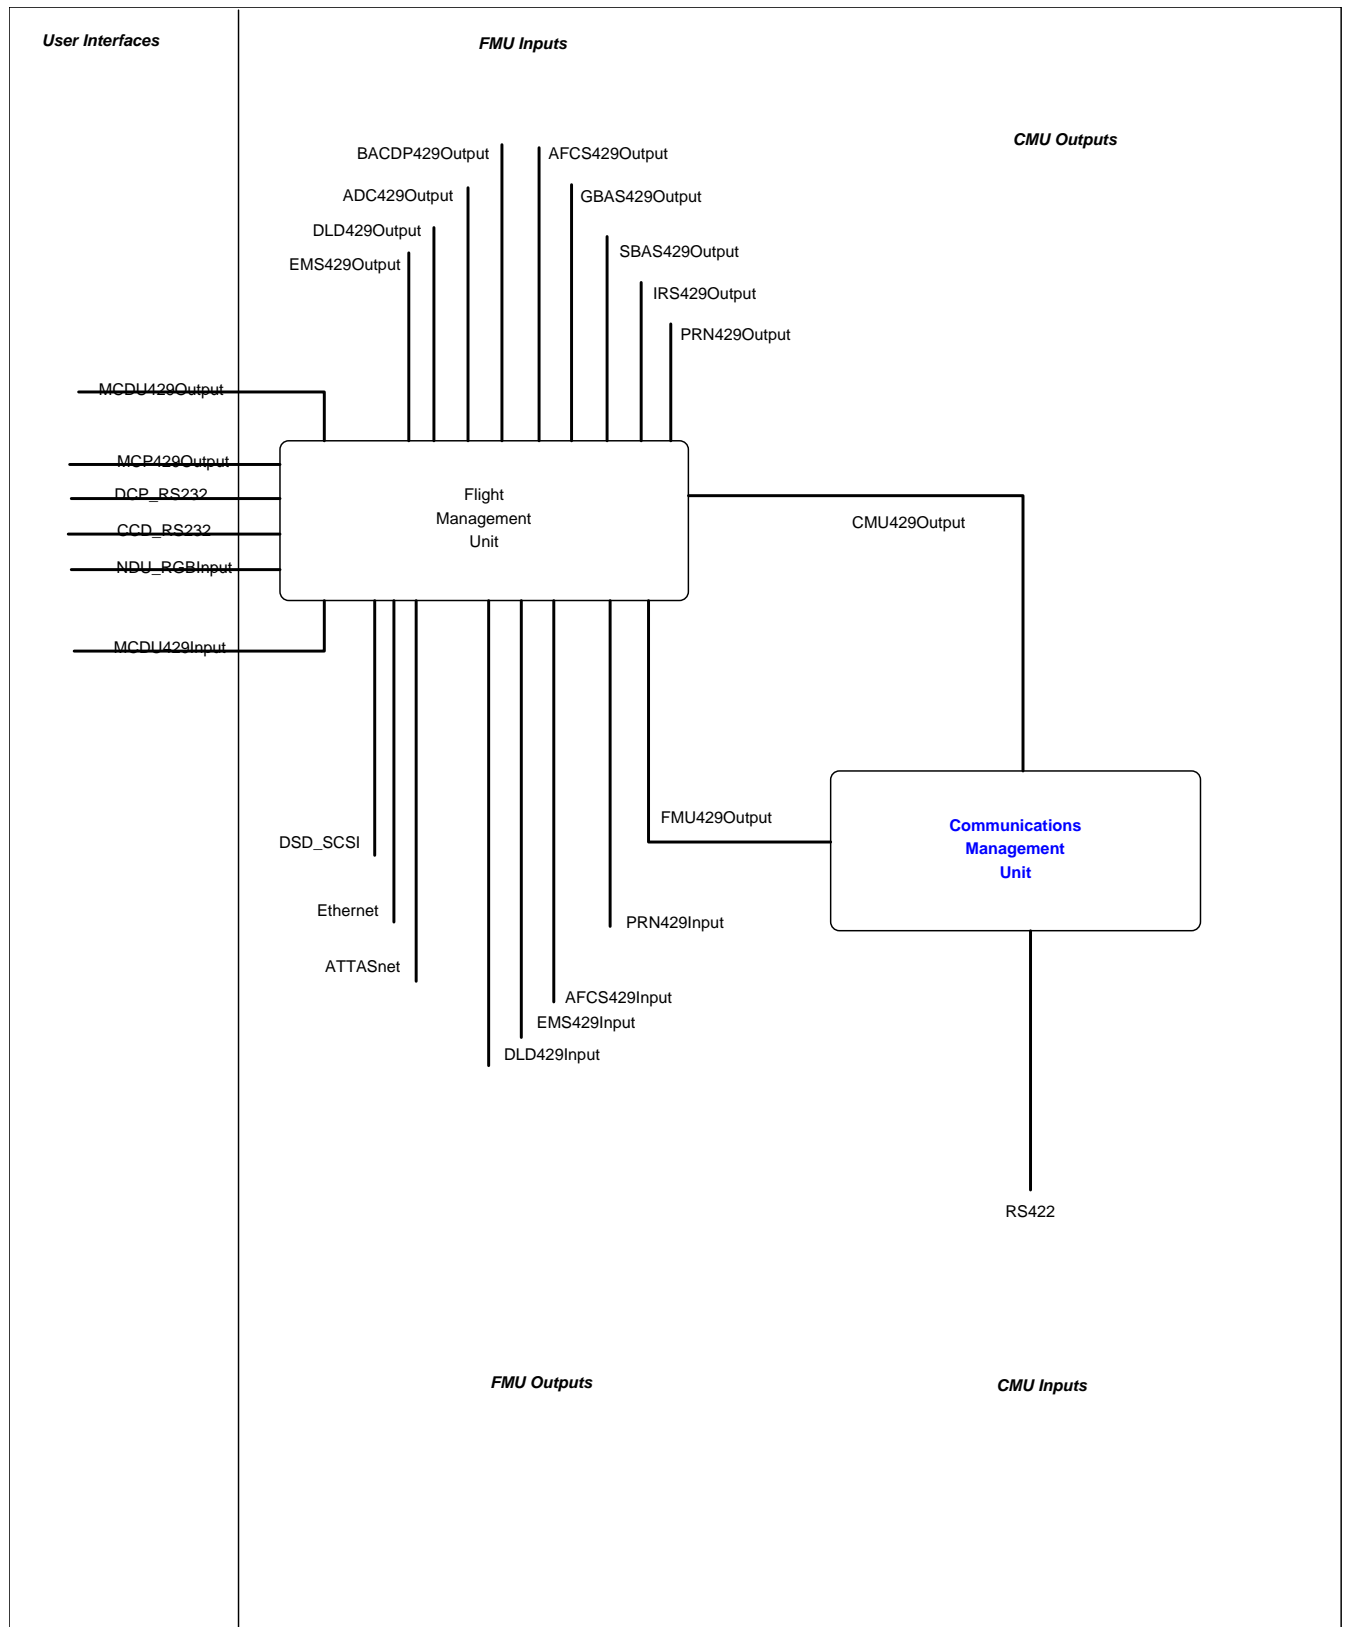 User Interfaces
FMU Inputs
CMU Outputs
BACDP429Output
AFCS429Output
ADC429Output
GBAS429Output
DLD429Output
SBAS429Output
EMS429Output
IRS429Output
PRN429Output
MCDU429Output
MCP429Output
DCP_RS232
CCD_RS232
NDU_RGBInput
MCDU429Input
Flight
Management
Unit
CMU429Output
FMU429Output
Communications
Management
Unit
DSD_SCSI
Ethernet
ATTASnet
PRN429Input
AFCS429Input
EMS429Input
DLD429Input
RS422
FMU Outputs
CMU Inputs